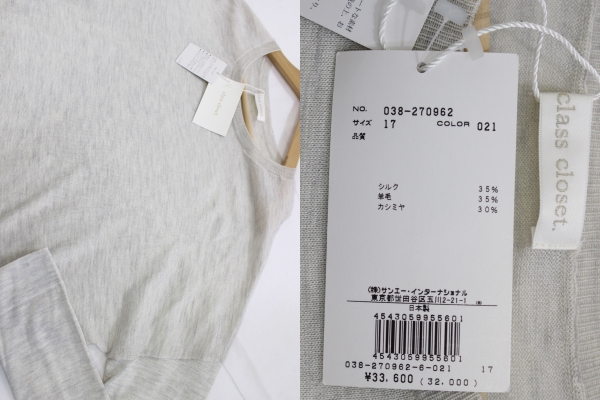 NO. 038-270962
サイズ 17 COLOR 021
品質
シルク 35%
羊毛 35%
カシミヤ 30%
(株)サンエー・インターナショナル
東京都世田谷区玉川2-21-1
日本製
4543059955601
4543059955601
038-270962-6-021 17
¥33,600 (32,000)
class closet.